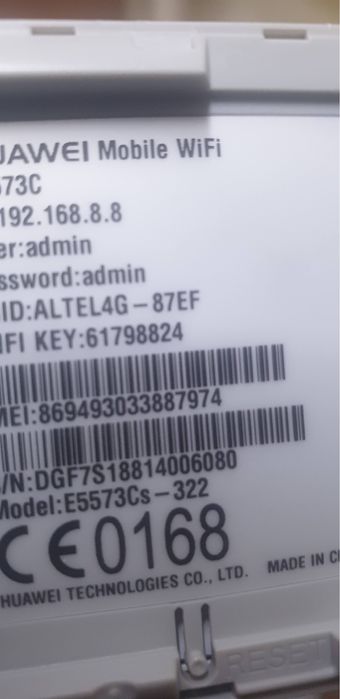 UAWEI Mobile WiFi
573C
192.168.8.8
er:admin
ssword:admin
ID:ALTEL4G-87EF
IFI KEY:61798824
MEI:869493033887974
/N:DGF7S18814006080
Model:E5573Cs-322
CE0168
HUAWEI TECHNOLOGIES CO., LTD. MADE IN C
RESET